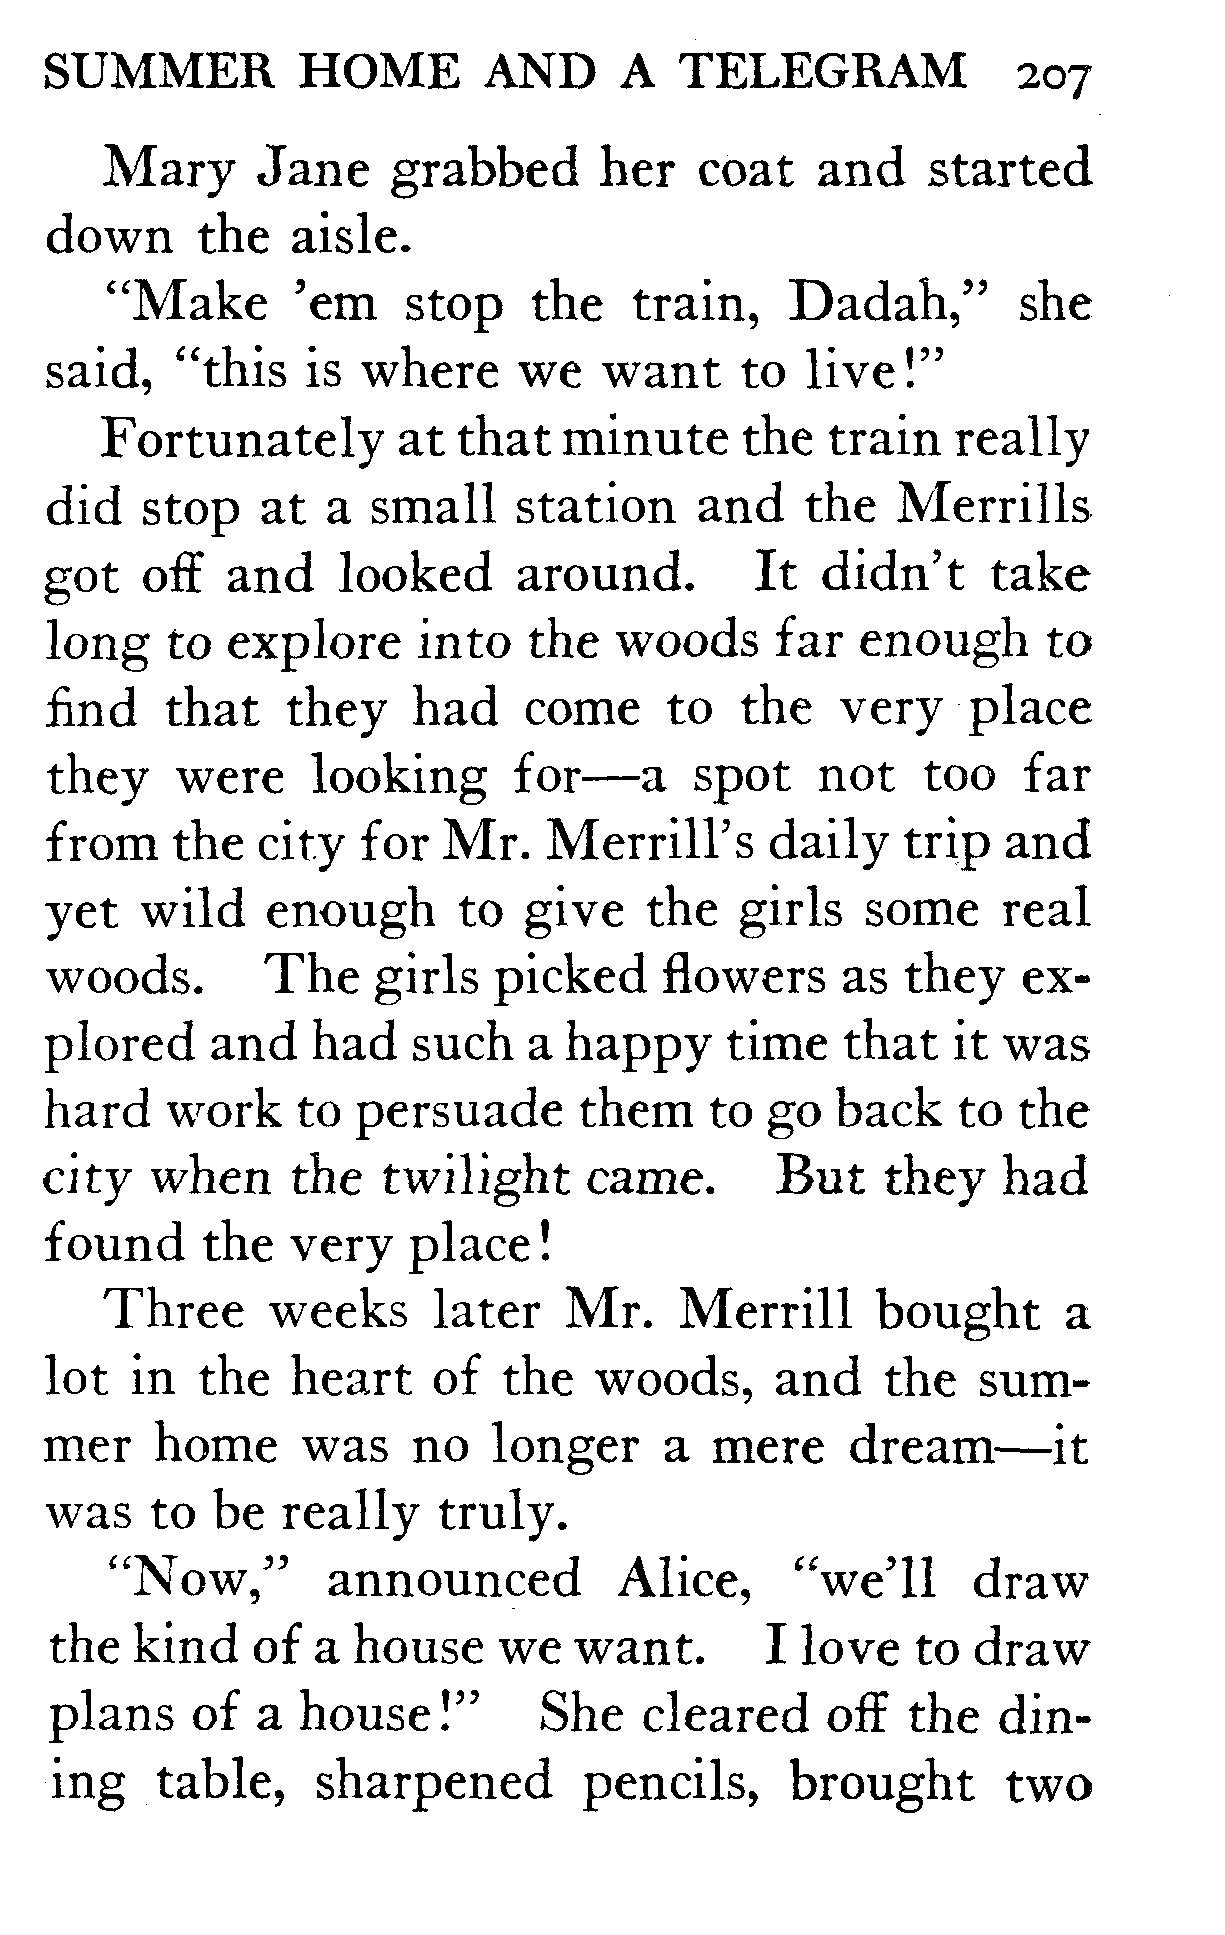 SUMMER HOME AND A TELEGRAM 207
Mary Jane grabbed her coat and started
down the aisle.
“Make ’em stop the train, Dadah,” she
said, “this is where we want to live!”
Fortunately at that minute the train really
did stop at a small station and the Merrills
got off and looked around. It didn’t take
long to explore into the woods far enough to
find that they had come to the very place
they were looking for—a spot not too far
from the city for Mr. Merrill’s daily trip and
yet wild enough to give the girls some real
woods. The girls picked flowers as they ex-
plored and had such a happy time that it was
hard work to persuade them to go back to the
city when the twilight came. But they had
found the very place!
Three weeks later Mr. Merrill bought a
lot in the heart of the woods, and the sum-
mer home was no longer a mere dream—it
was to be really truly.
“Now,” announced Alice, “we’ll draw
the kind of a house we want. I love to draw
plans of a house!” She cleared off the din-
ing table, sharpened pencils, brought two